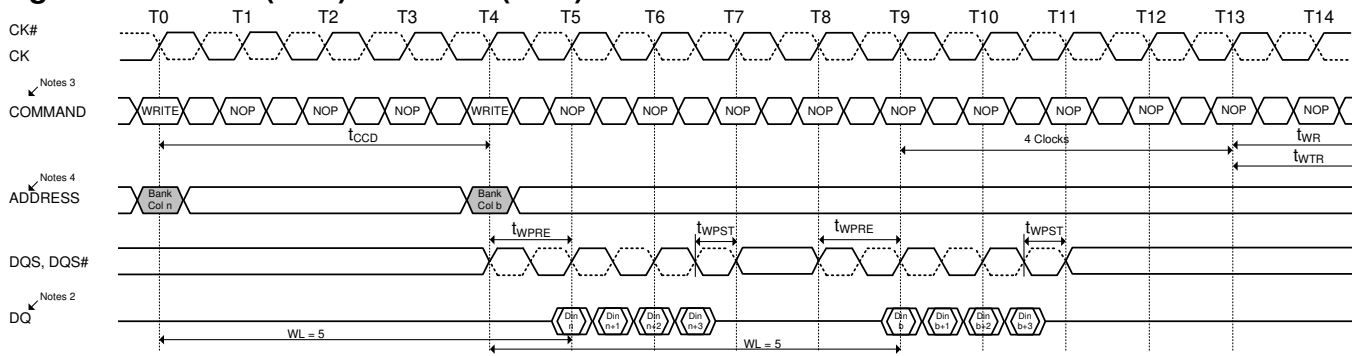 T0 T1 T2 T3 T4 T5 T6 T7 T8 T9 T10 T11 T12 T13 T14
CK#
CK
Notes 3
COMMAND WRITE NOP NOP NOP WRITE NOP NOP NOP NOP NOP NOP NOP NOP NOP NOP
tCCD 4 Clocks tWR
tWTR
Notes 4
ADDRESS Bank Col n Bank Col b
tWPRE tWPST tWPRE tWPST
DQS, DQS#
Notes 2
DQ Din n Din n+1 Din n+2 Din n+3 Din b Din b+1 Din b+2 Din b+3
WL = 5 WL = 5